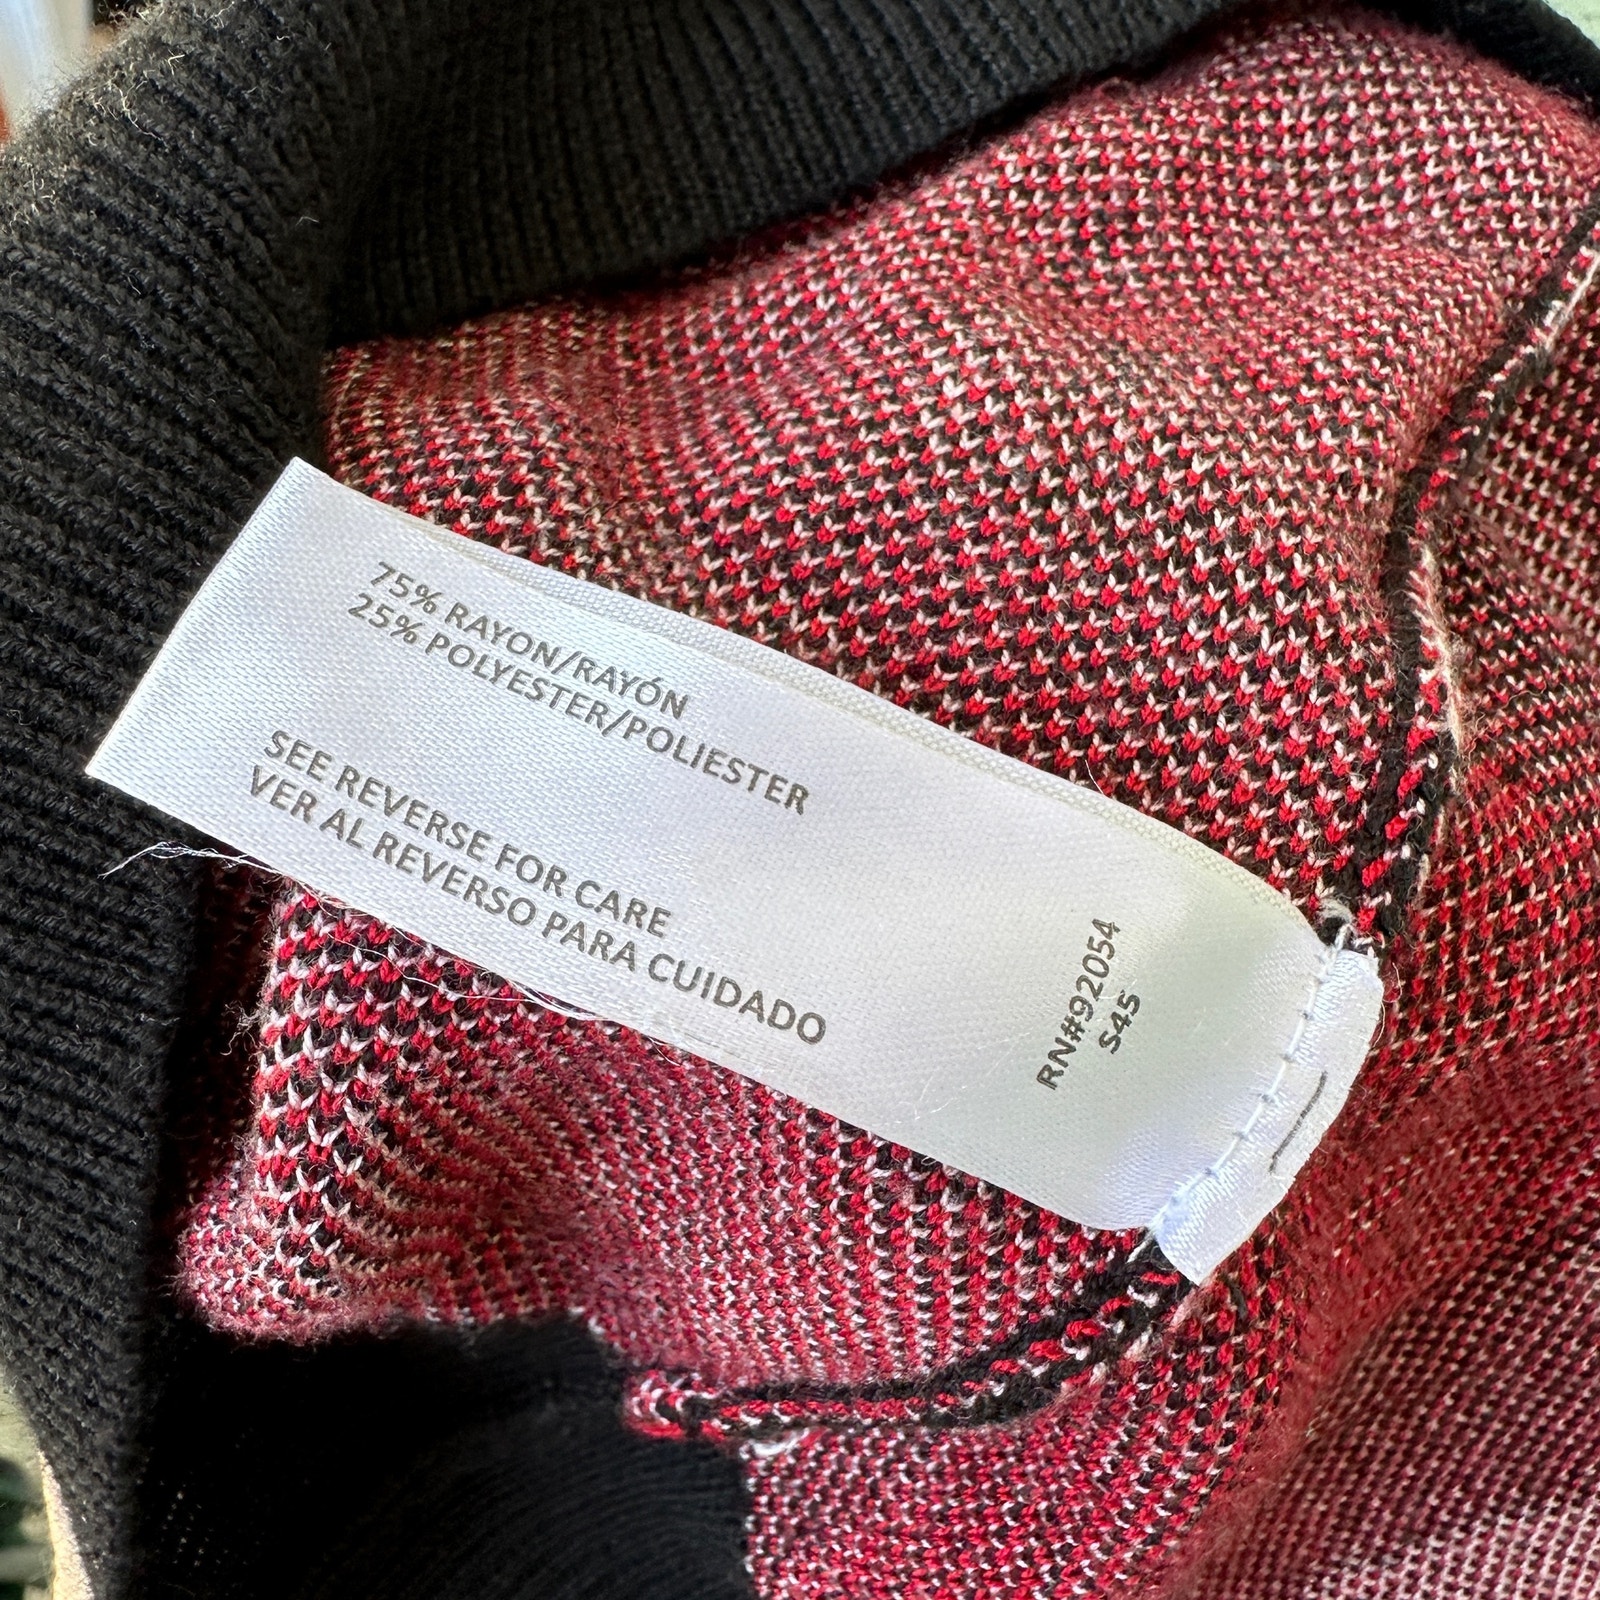 75% RAYON/RAYÓN
25% POLYESTER/POLIESTER
SEE REVERSE FOR CARE
VER AL REVERSO PARA CUIDADO
RN#92054
S45